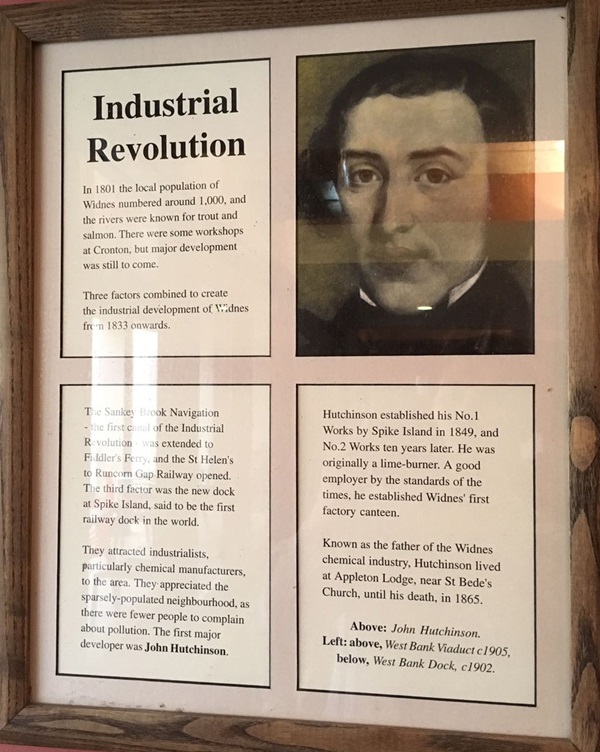 Industrial
Revolution
In 1801 the local population of
Widnes numbered around 1,000, and
the rivers were known for trout and
salmon. There were some workshops
at Cronton, but major development
was still to come.
Three factors combined to create
the industrial development of Widnes
from 1833 onwards.
The Sankey Brook Navigation
- the first canal of the Industrial
Revolution - was extended to
Fiddler's Ferry, and the St Helen's
to Runcorn Gap Railway opened.
The third factor was the new dock
at Spike Island, said to be the first
railway dock in the world.
They attracted industrialists,
particularly chemical manufacturers,
to the area. They appreciated the
sparsely-populated neighbourhood, as
there were fewer people to complain
about pollution. The first major
developer was John Hutchinson.
Hutchinson established his No.1
Works by Spike Island in 1849, and
No.2 Works ten years later. He was
originally a lime-burner. A good
employer by the standards of the
times, he established Widnes' first
factory canteen.
Known as the father of the Widnes
chemical industry, Hutchinson lived
at Appleton Lodge, near St Bede's
Church, until his death, in 1865.
Above: John Hutchinson.
Left: above, West Bank Viaduct c1905,
below, West Bank Dock, c1902.